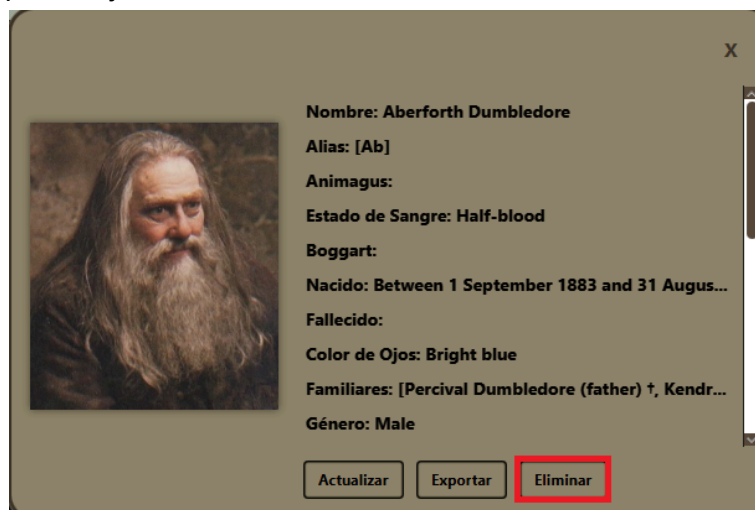 X
Nombre: Aberforth Dumbledore
Alias: [Ab]
Animagus:
Estado de Sangre: Half-blood
Boggart:
Nacido: Between 1 September 1883 and 31 Augus...
Fallecido:
Color de Ojos: Bright blue
Familiares: [Percival Dumbledore (father) †, Kendr...
Género: Male
Actualizar Exportar Eliminar